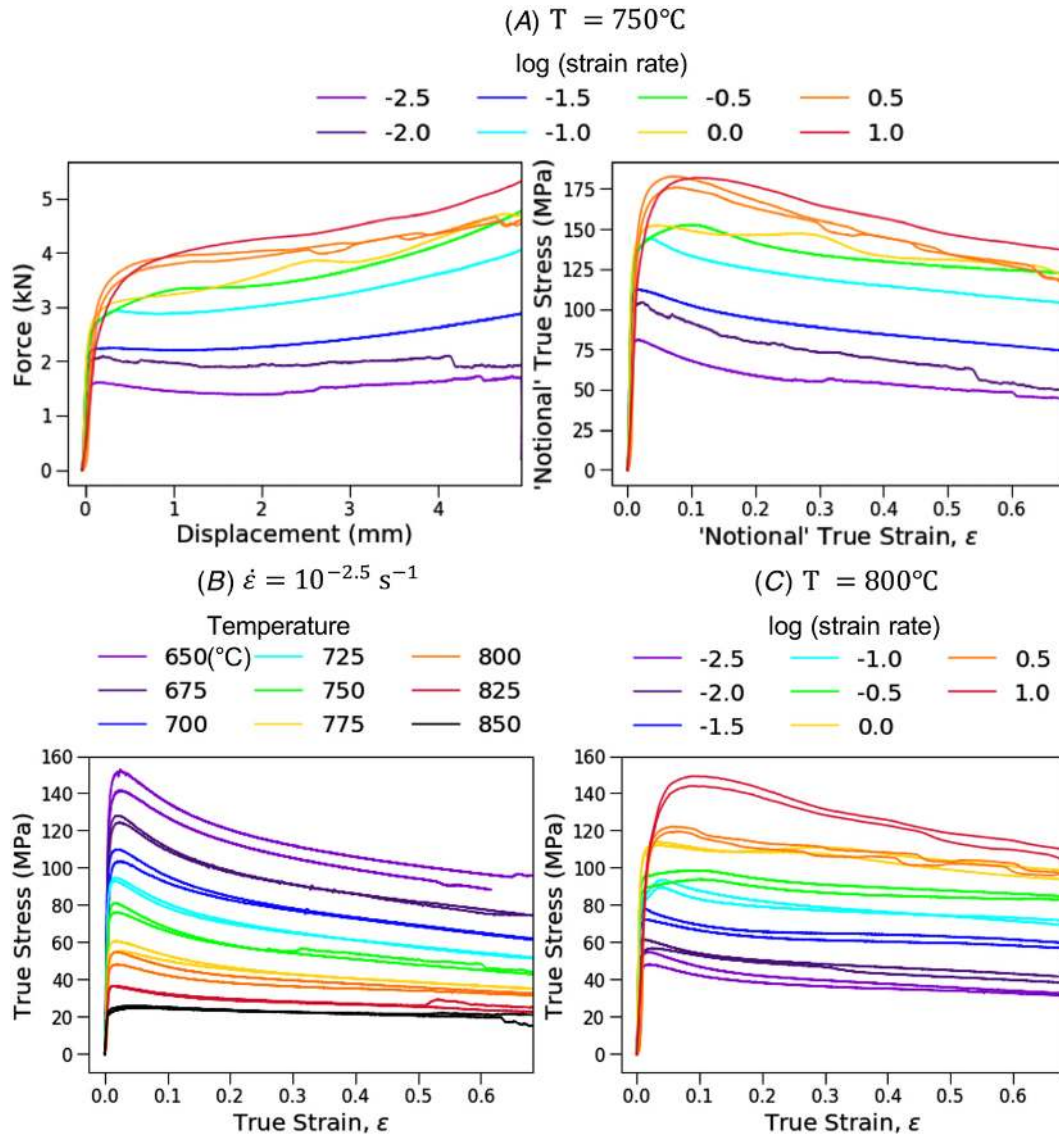 (A) T = 750℃
log (strain rate)
-2.5 -1.5 -0.5 0.5
-2.0 -1.0 0.0 1.0
Force (kN)
5
4
3
2
1
0
0 1 2 3 4
Displacement (mm)
'Notional' True Stress (MPa)
175
150
125
100
75
50
25
0
0.0 0.1 0.2 0.3 0.4 0.5 0.6
'Notional' True Strain, ε
(B) ε̇ = 10⁻²·⁵ s⁻¹
Temperature
650(°C) 725 800
675 750 825
700 775 850
True Stress (MPa)
160
140
120
100
80
60
40
20
0
0.0 0.1 0.2 0.3 0.4 0.5 0.6
True Strain, ε
(C) T = 800℃
log (strain rate)
-2.5 -1.0 0.5
-2.0 -0.5 1.0
-1.5 0.0
True Stress (MPa)
160
140
120
100
80
60
40
20
0
0.0 0.1 0.2 0.3 0.4 0.5 0.6
True Strain, ε